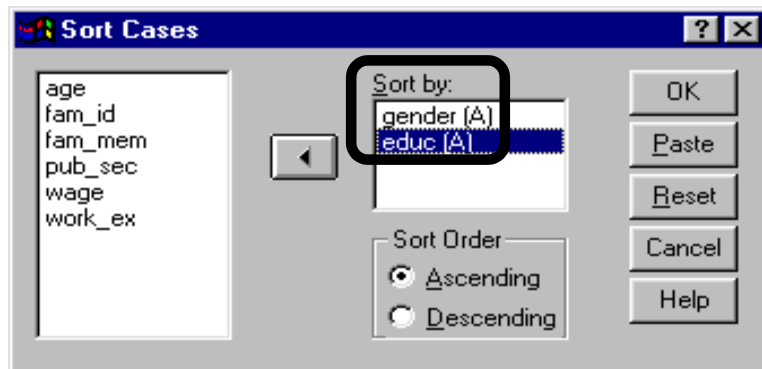 Sort Cases
?
age
fam_id
fam_mem
pub_sec
wage
work_ex
Sort by:
gender (A)
educ (A)
Sort Order
Ascending
Descending
OK
Paste
Reset
Cancel
Help